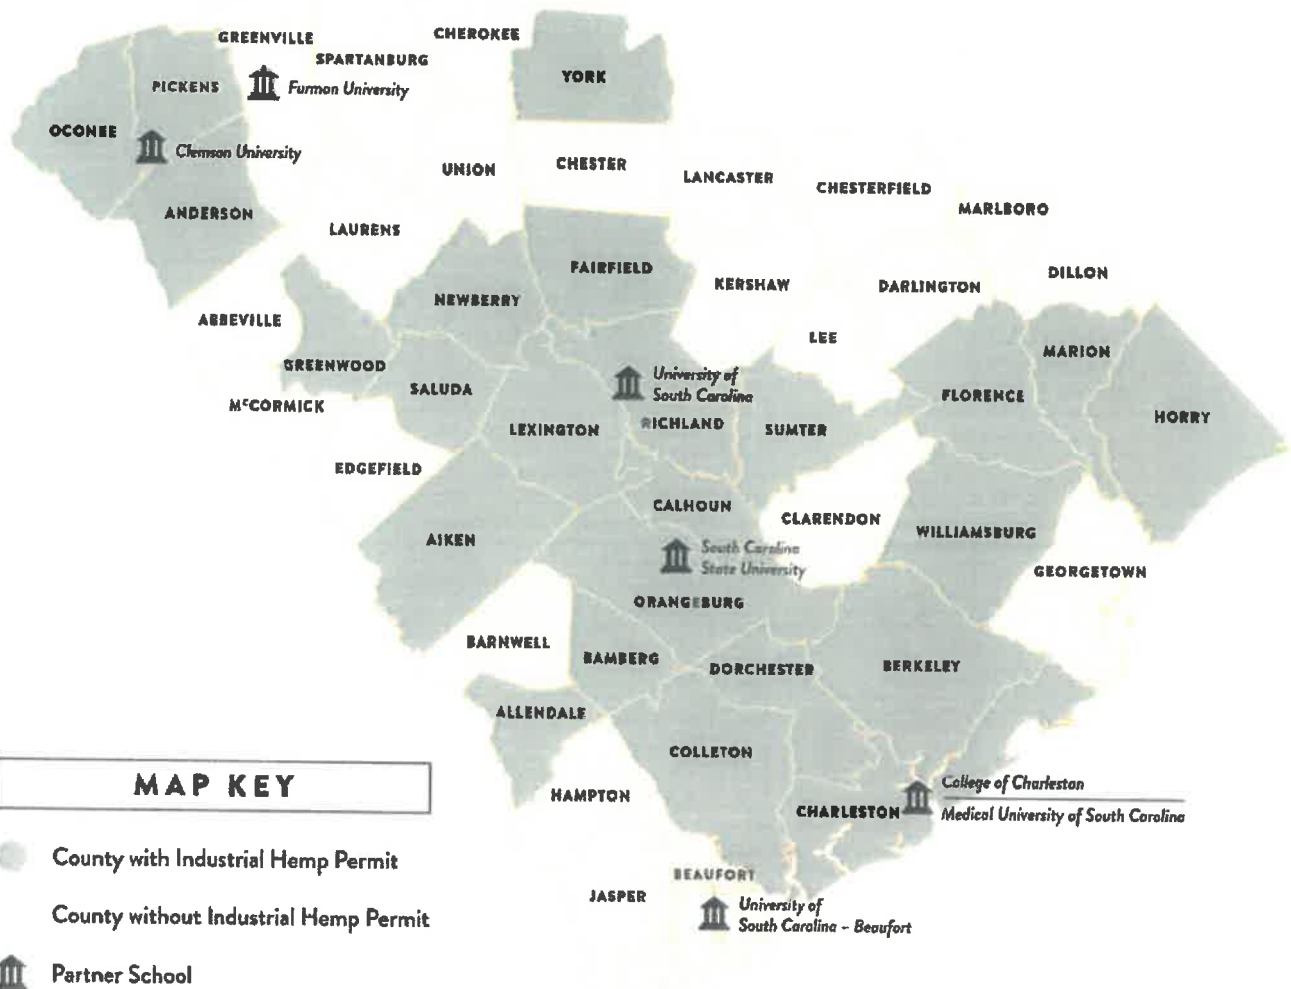 GREENVILLE
CHEROKEE
SPARTANBURG
YORK
PICKENS
Furman University
OCONEE
Clemson University
UNION
CHESTER
LANCASTER
CHESTERFIELD
MARLBORO
ANDERSON
LAURENS
FAIRFIELD
DILLON
KERSHAW
DARLINGTON
NEWBERRY
ABBEVILLE
LEE
MARION
GREENWOOD
University of
South Carolina
SALUDA
FLORENCE
McCORMICK
HORRY
RICHLAND
LEXINGTON
SUMTER
EDGEFIELD
CALHOUN
CLARENDON
WILLIAMSBURG
AIKEN
South Carolina
State University
GEORGETOWN
ORANGEBURG
BARNWELL
BAMBERG
DORCHESTER
BERKELEY
ALLENDALE
COLLETON
HAMPTON
College of Charleston
CHARLESTON
Medical University of South Carolina
BEAUFORT
JASPER
University of
South Carolina – Beaufort
MAP KEY
County with Industrial Hemp Permit
County without Industrial Hemp Permit
Partner School